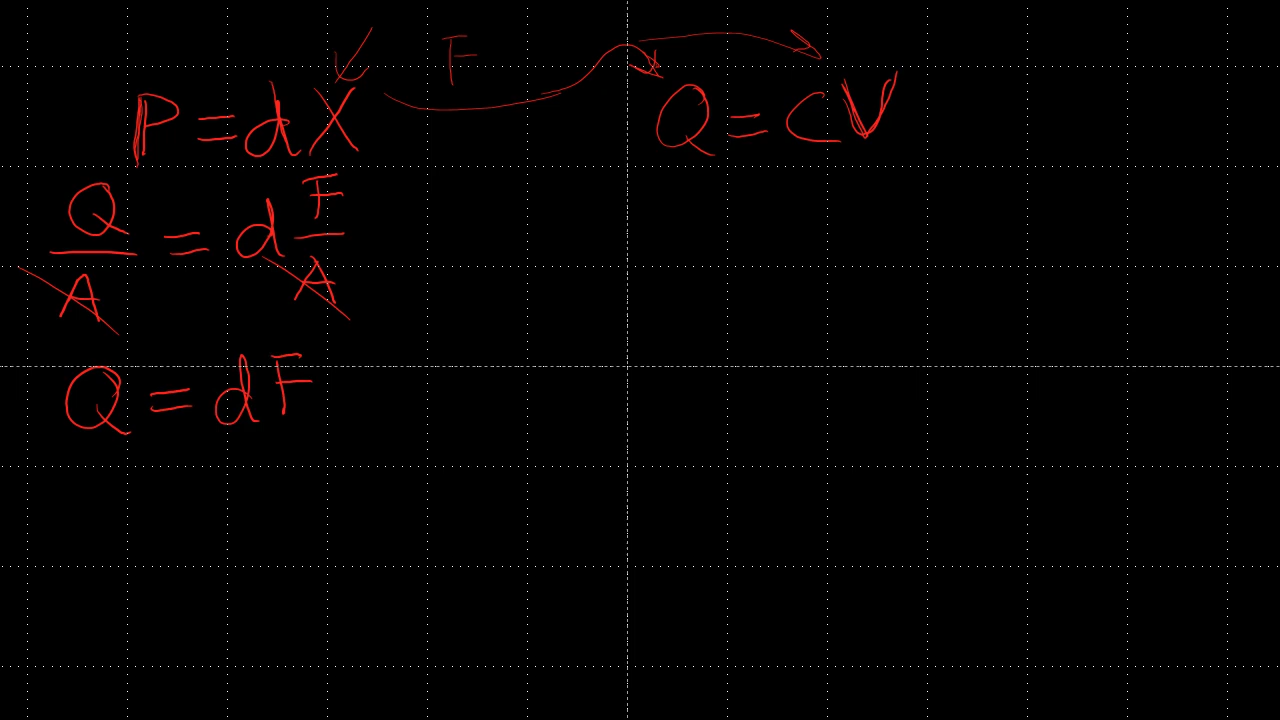 F
P = dX
Q = CV
Q/A = d F/A
Q = dF